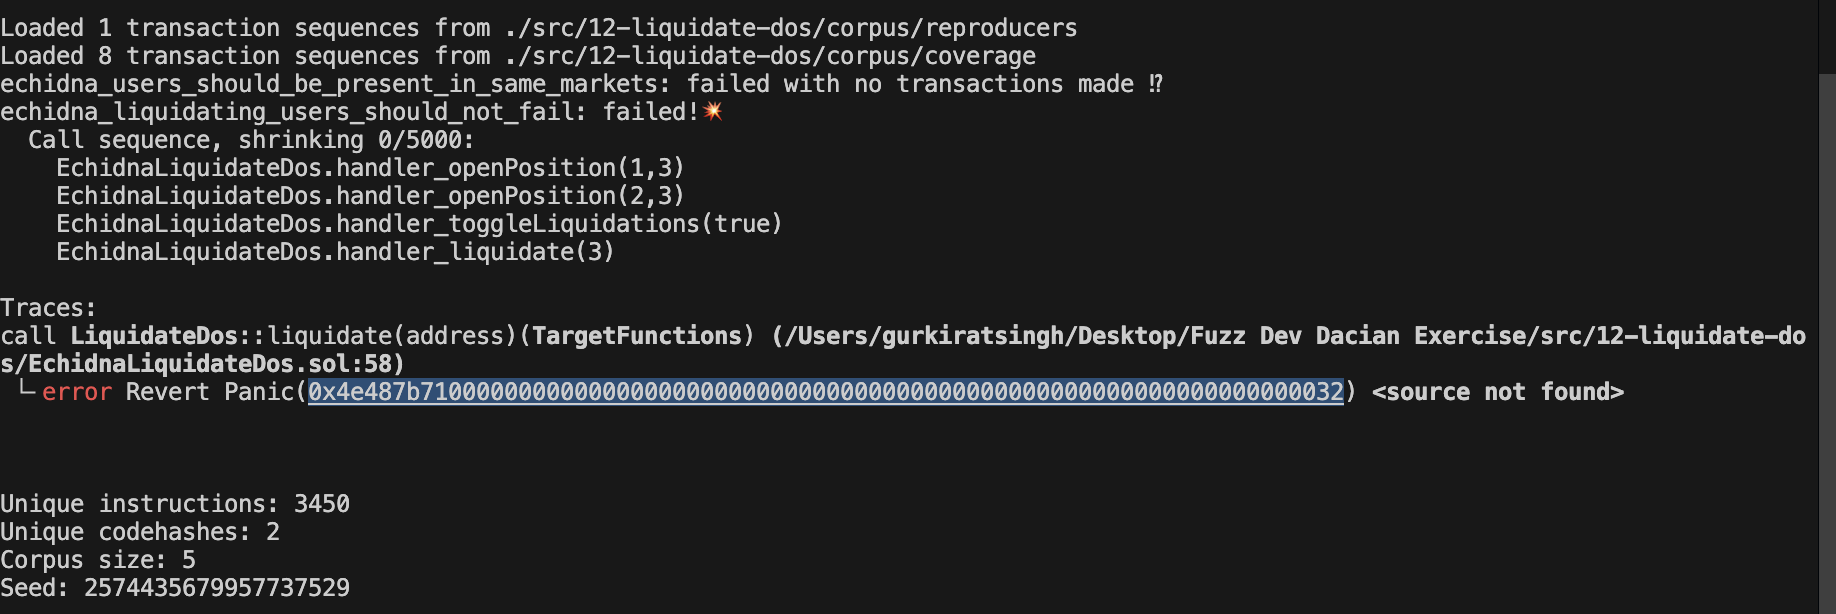 Loaded 1 transaction sequences from ./src/12-liquidate-dos/corpus/reproducers
Loaded 8 transaction sequences from ./src/12-liquidate-dos/corpus/coverage
echidna_users_should_be_present_in_same_markets: failed with no transactions made ⁉
echidna_liquidating_users_should_not_fail: failed!💥
Call sequence, shrinking 0/5000:
EchidnaLiquidateDos.handler_openPosition(1,3)
EchidnaLiquidateDos.handler_openPosition(2,3)
EchidnaLiquidateDos.handler_toggleLiquidations(true)
EchidnaLiquidateDos.handler_liquidate(3)
Traces:
call LiquidateDos::liquidate(address)(TargetFunctions) (/Users/gurkiratsingh/Desktop/Fuzz Dev Dacian Exercise/src/12-liquidate-do
s/EchidnaLiquidateDos.sol:58)
└╴error Revert Panic(0x4e487b710000000000000000000000000000000000000000000000000000000000000032) <source not found>
Unique instructions: 3450
Unique codehashes: 2
Corpus size: 5
Seed: 2574435679957737529